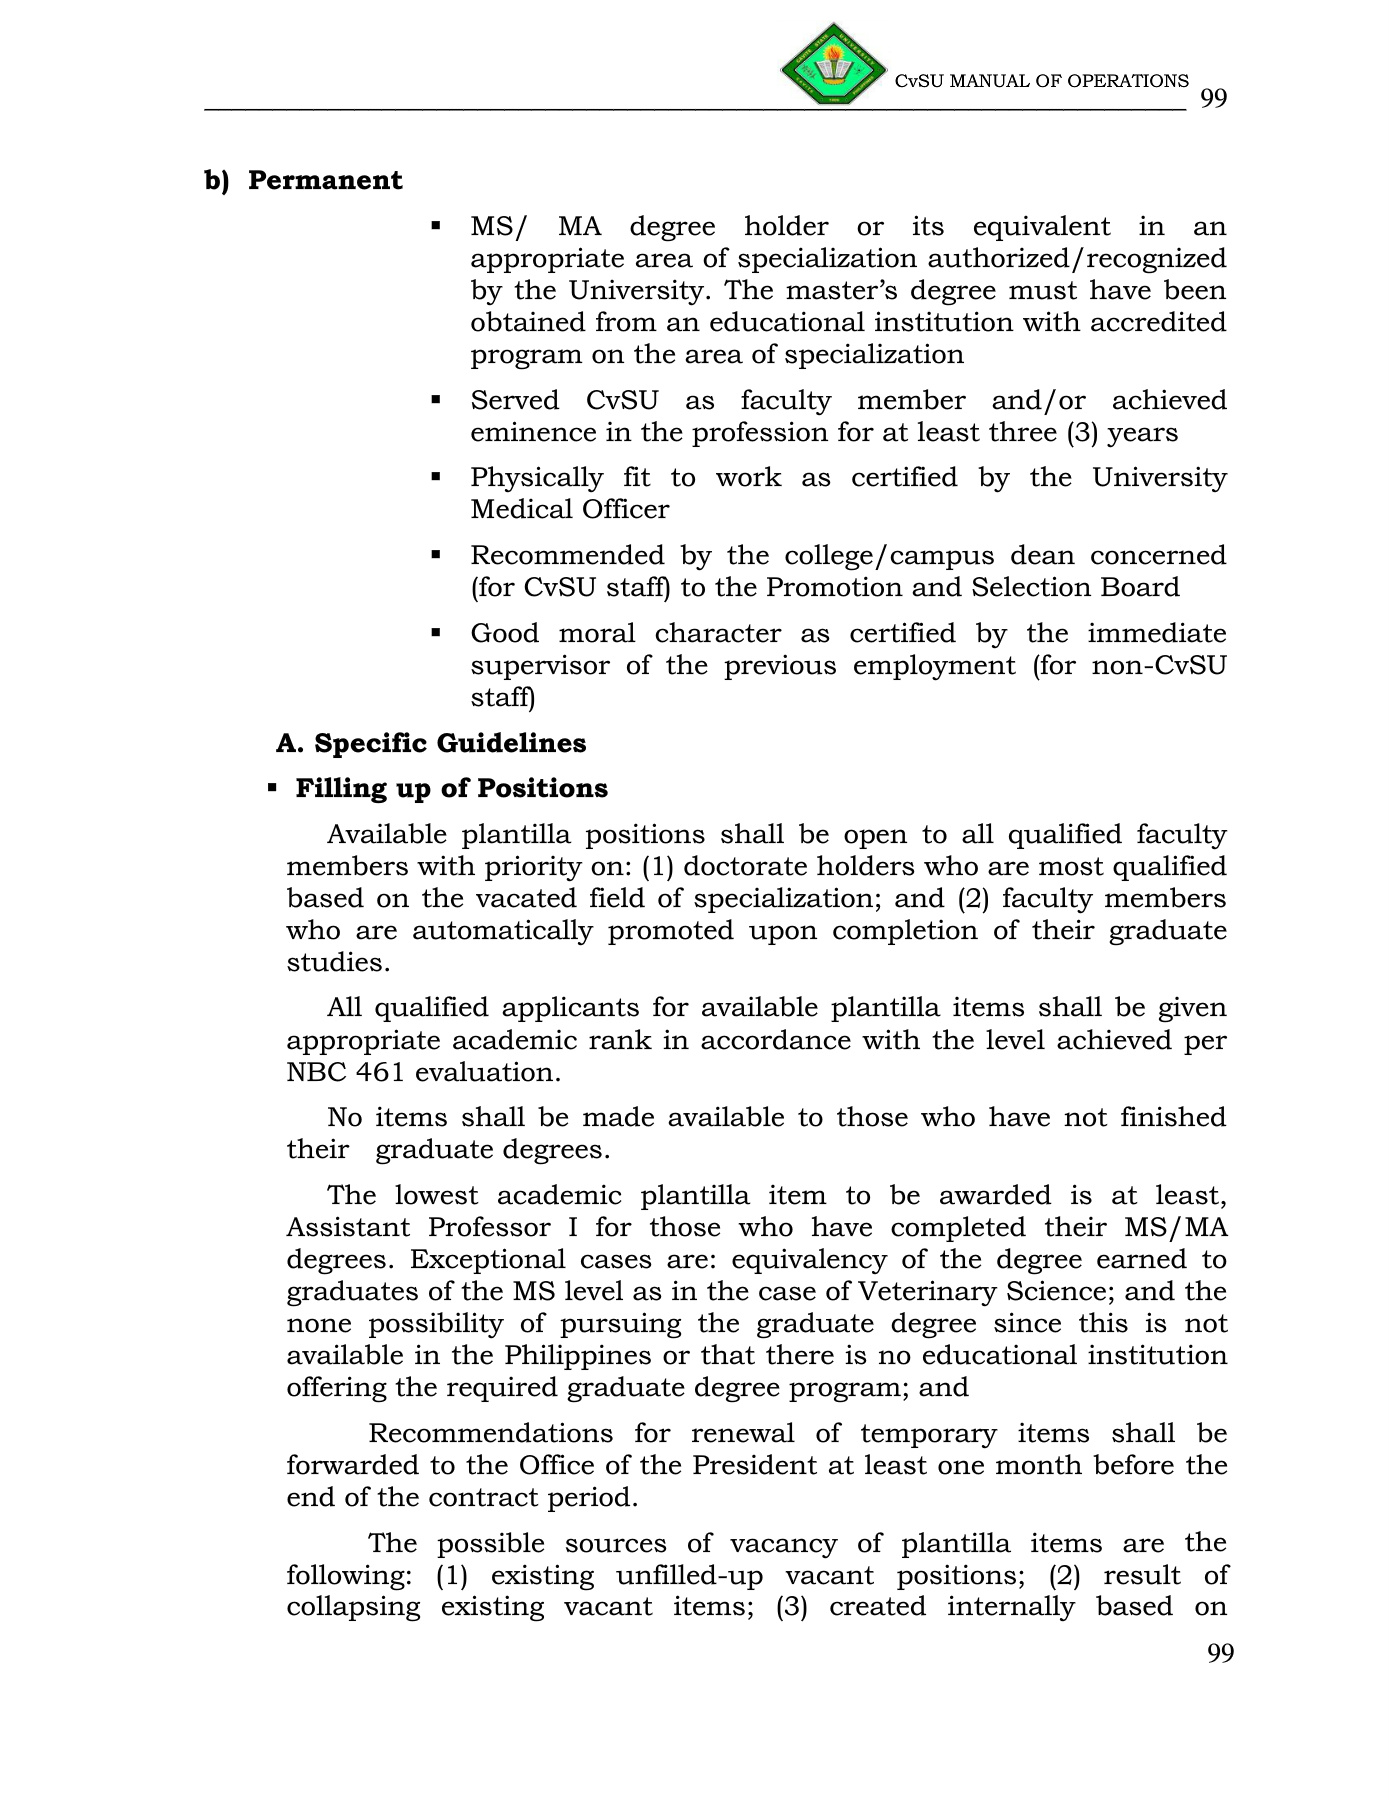 CvSU MANUAL OF OPERATIONS 99
b) Permanent
▪ MS/ MA degree holder or its equivalent in an
appropriate area of specialization authorized/recognized
by the University. The master’s degree must have been
obtained from an educational institution with accredited
program on the area of specialization
▪ Served CvSU as faculty member and/or achieved
eminence in the profession for at least three (3) years
▪ Physically fit to work as certified by the University
Medical Officer
▪ Recommended by the college/campus dean concerned
(for CvSU staff) to the Promotion and Selection Board
▪ Good moral character as certified by the immediate
supervisor of the previous employment (for non-CvSU
staff)
A. Specific Guidelines
▪ Filling up of Positions
Available plantilla positions shall be open to all qualified faculty
members with priority on: (1) doctorate holders who are most qualified
based on the vacated field of specialization; and (2) faculty members
who are automatically promoted upon completion of their graduate
studies.
All qualified applicants for available plantilla items shall be given
appropriate academic rank in accordance with the level achieved per
NBC 461 evaluation.
No items shall be made available to those who have not finished
their graduate degrees.
The lowest academic plantilla item to be awarded is at least,
Assistant Professor I for those who have completed their MS/MA
degrees. Exceptional cases are: equivalency of the degree earned to
graduates of the MS level as in the case of Veterinary Science; and the
none possibility of pursuing the graduate degree since this is not
available in the Philippines or that there is no educational institution
offering the required graduate degree program; and
Recommendations for renewal of temporary items shall be
forwarded to the Office of the President at least one month before the
end of the contract period.
The possible sources of vacancy of plantilla items are the
following: (1) existing unfilled-up vacant positions; (2) result of
collapsing existing vacant items; (3) created internally based on
99